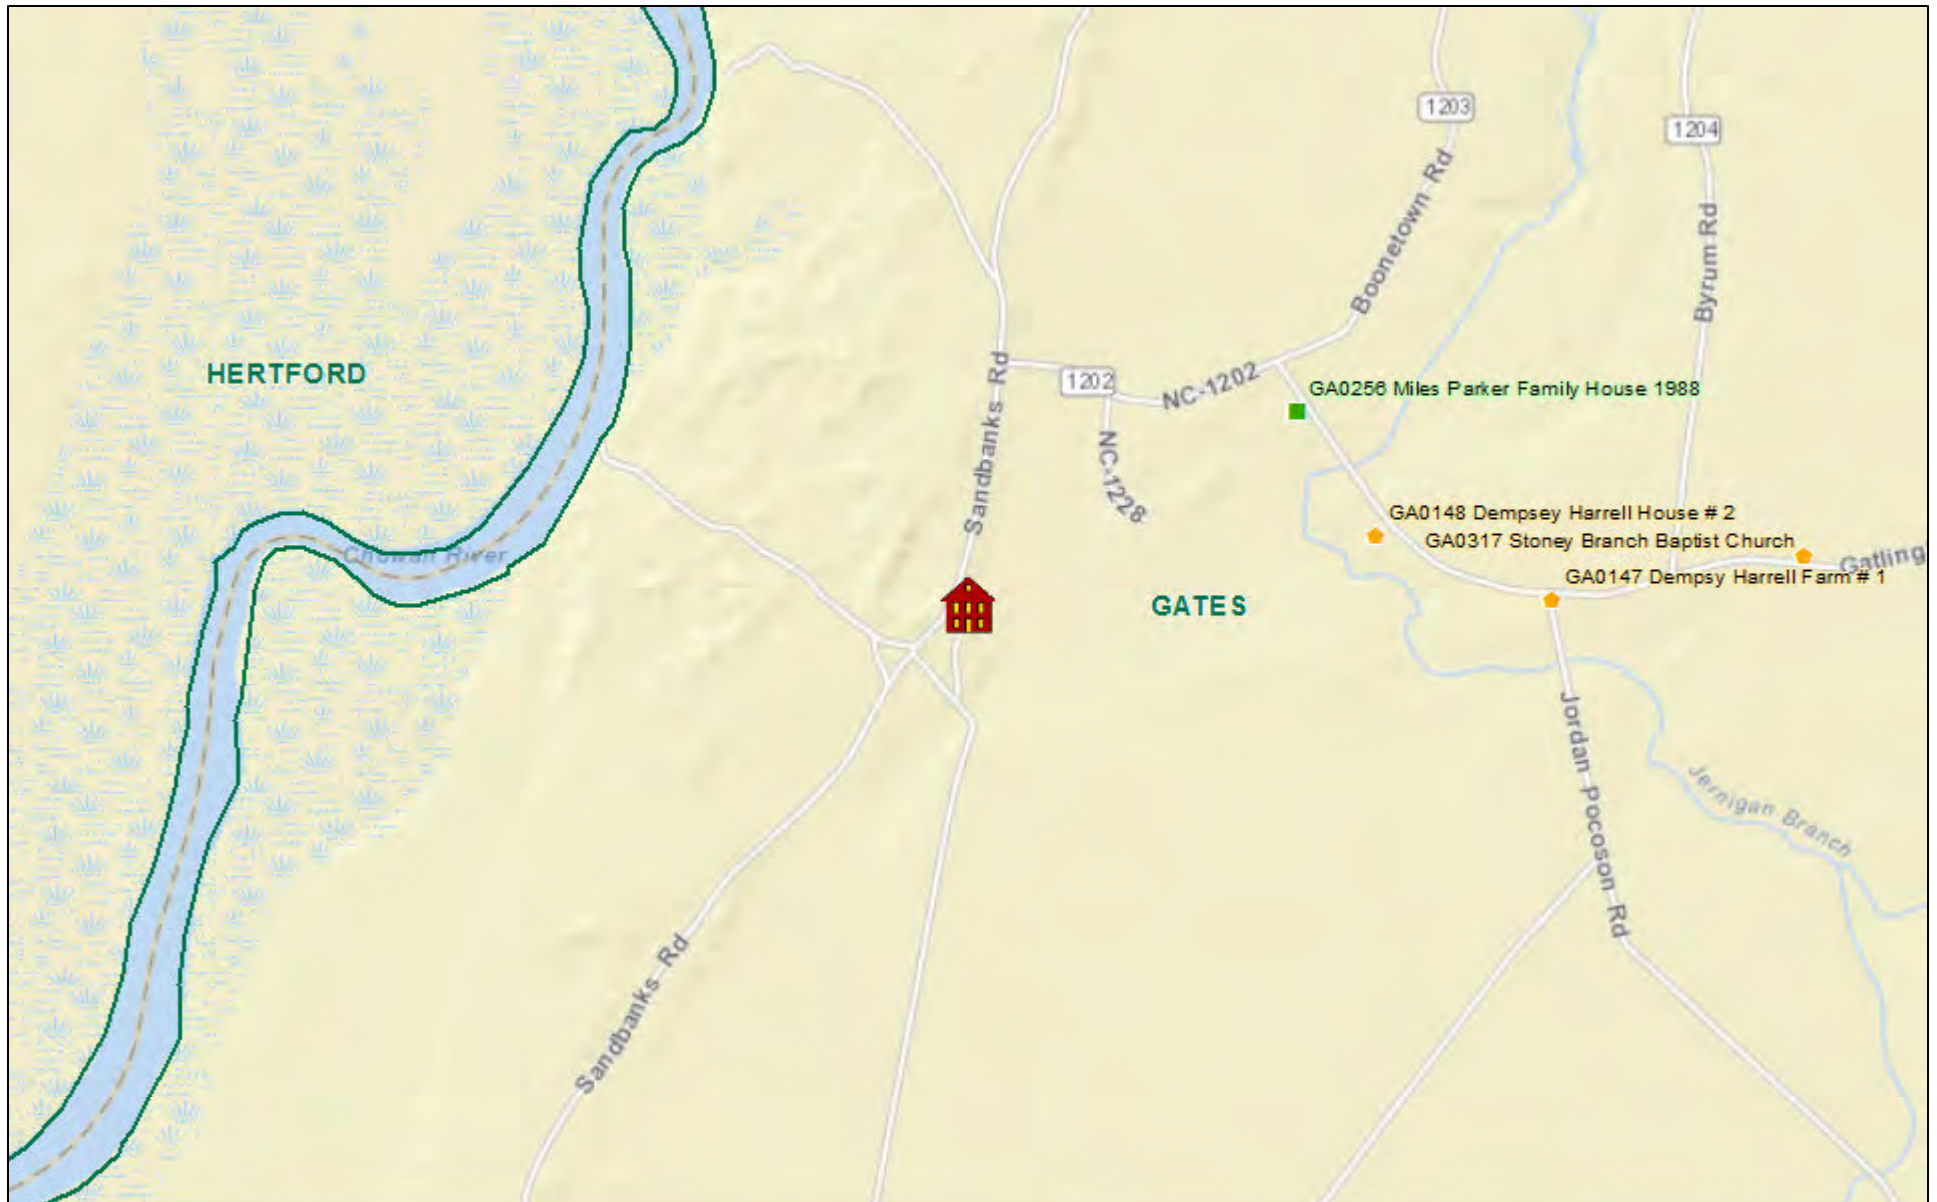 1203
1204
Boonetown Rd
Byrum Rd
HERTFORD
Sandbanks Rd
1202
NC-1202
GA0256 Miles Parker Family House 1988
NC-1228
GA0148 Dempsey Harrell House # 2
GA0317 Stoney Branch Baptist Church
Chowan River
Gatling
GA0147 Dempsy Harrell Farm # 1
GATES
Jordan Pocoson Rd
Jernigan Branch
Sandbanks Rd